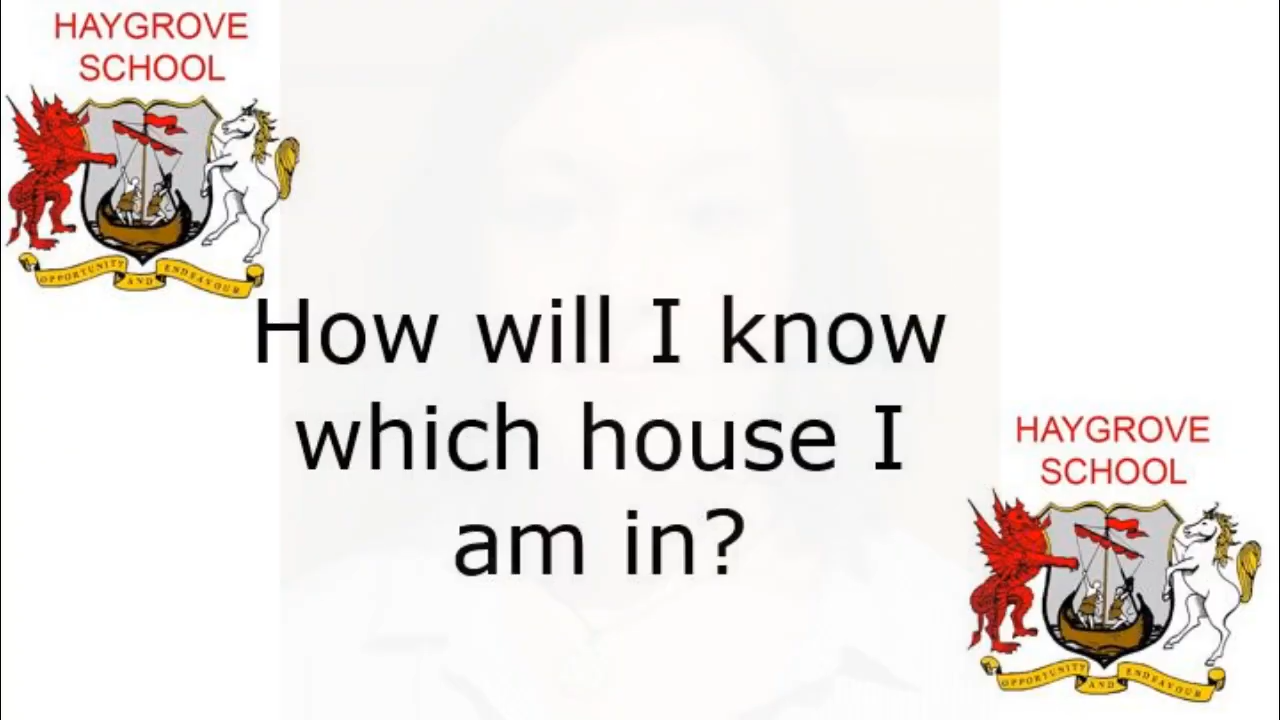 HAYGROVE
SCHOOL
OPPORTUNITY AND ENDEAVOUR
How will I know
which house I
am in?
HAYGROVE
SCHOOL
OPPORTUNITY AND ENDEAVOUR